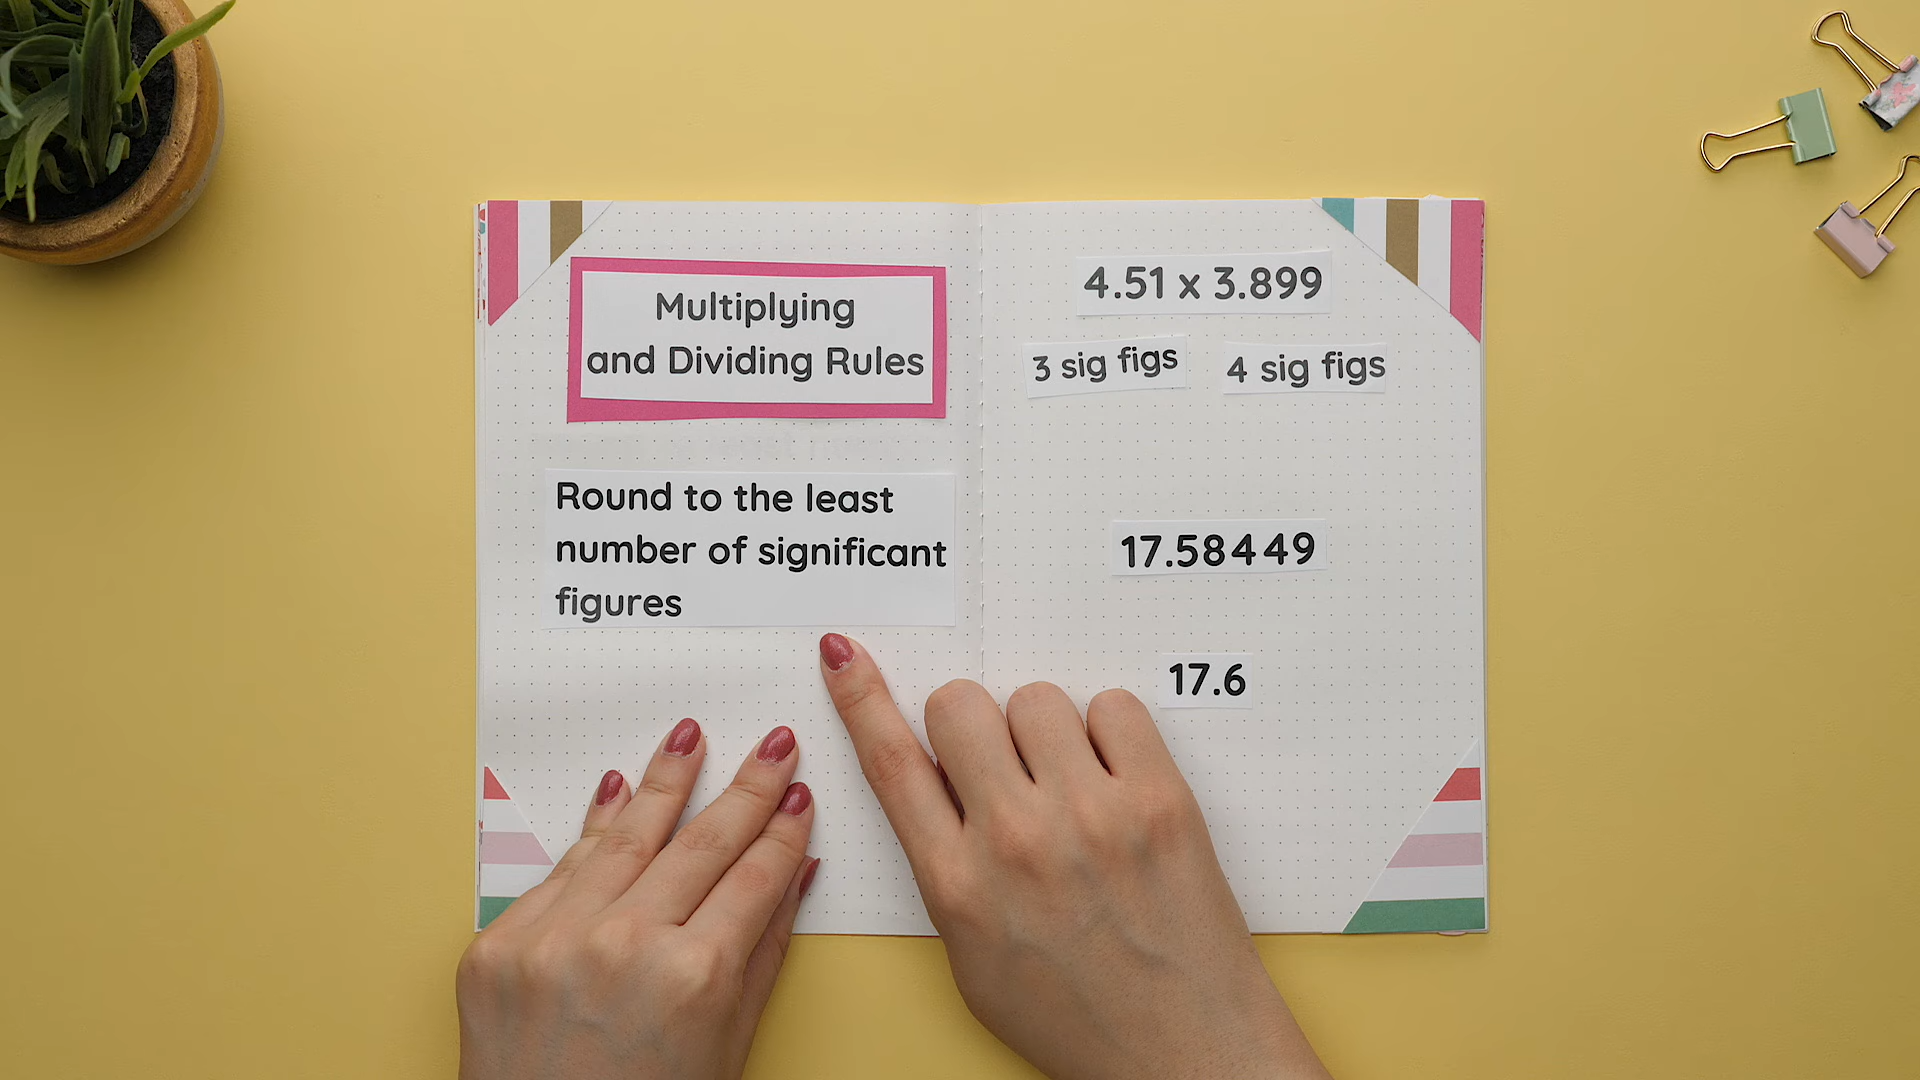 Multiplying
and Dividing Rules
Round to the least
number of significant
figures
4.51 x 3.899
3 sig figs
4 sig figs
17.58449
17.6